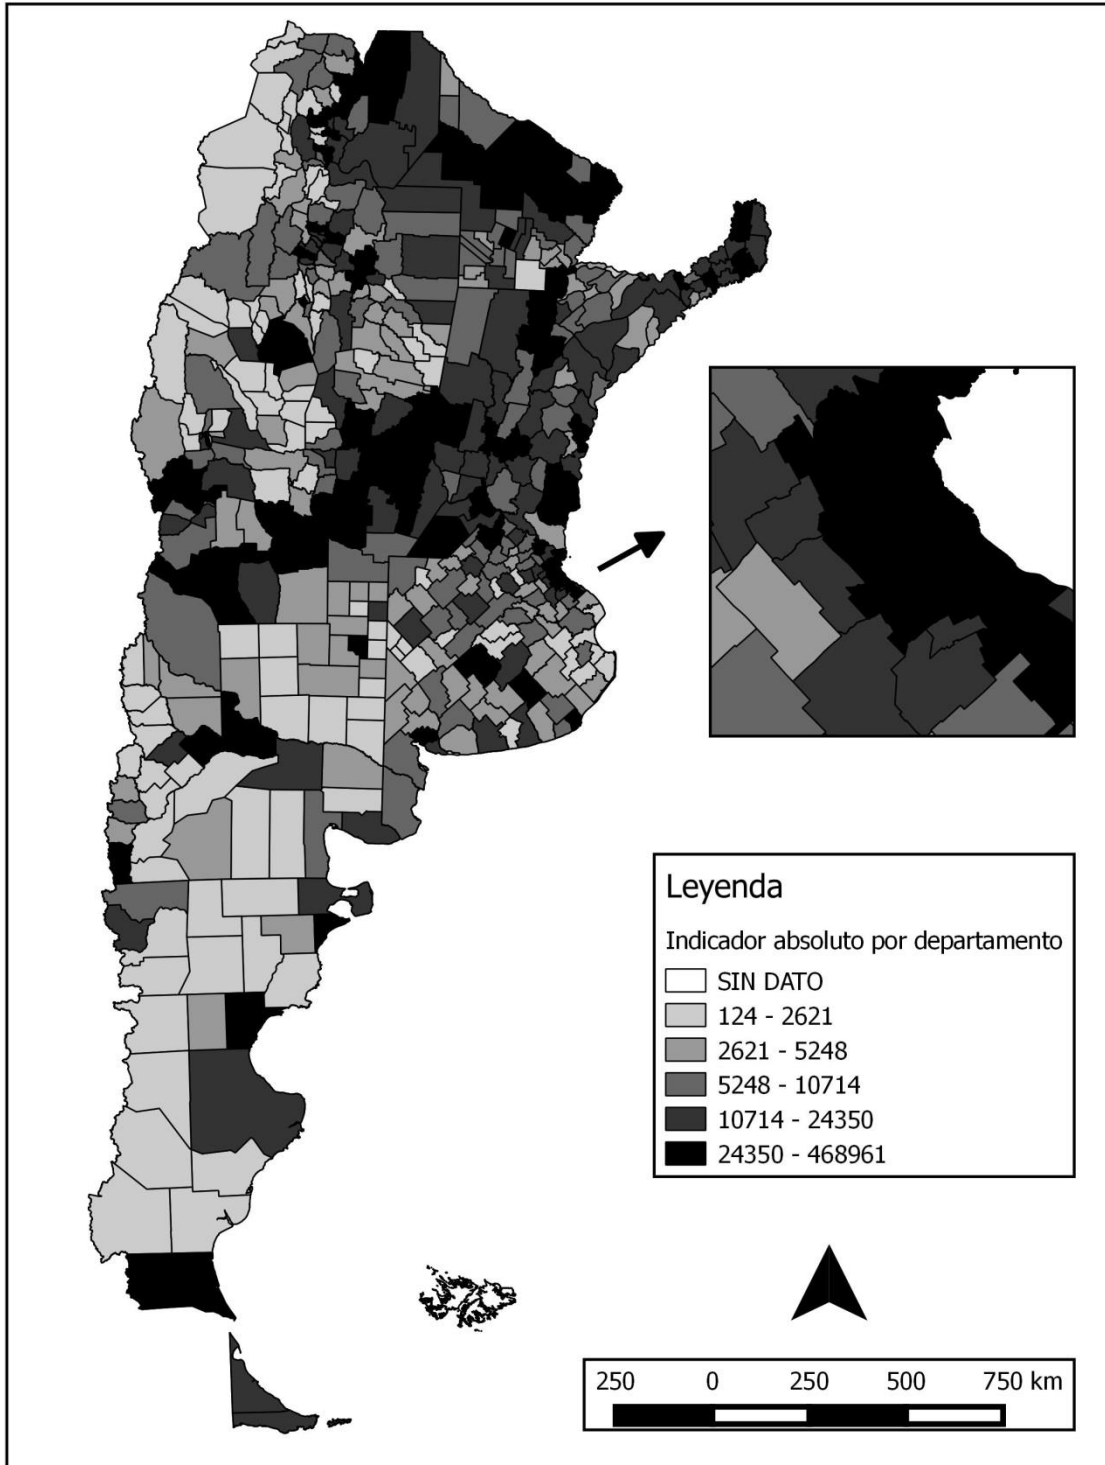 Leyenda
Indicador absoluto por departamento
SIN DATO
124 - 2621
2621 - 5248
5248 - 10714
10714 - 24350
24350 - 468961
250 0 250 500 750 km